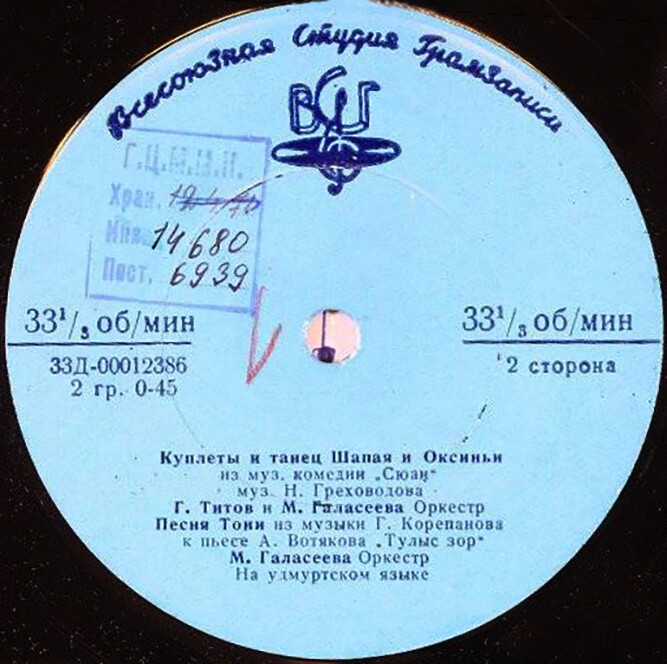 Всесоюзная Студия Грамзаписи
ВСГ
Г.Ц.М.М.К.
Хран.
Инв. 14680
Пост. 6939
33¹/₃ об/мин
33Д-00012386
2 гр. 0-45
33¹/₃ об/мин
2 сторона
Куплеты и танец Шапая и Оксиньи
из муз. комедии „Сюан“
муз. Н. Греховодова
Г. Титов и М. Галасеева Оркестр
Песня Тони из музыки Г. Корепанова
к пьесе А. Вотякова „Тулыс зор“
М. Галасеева Оркестр
На удмуртском языке